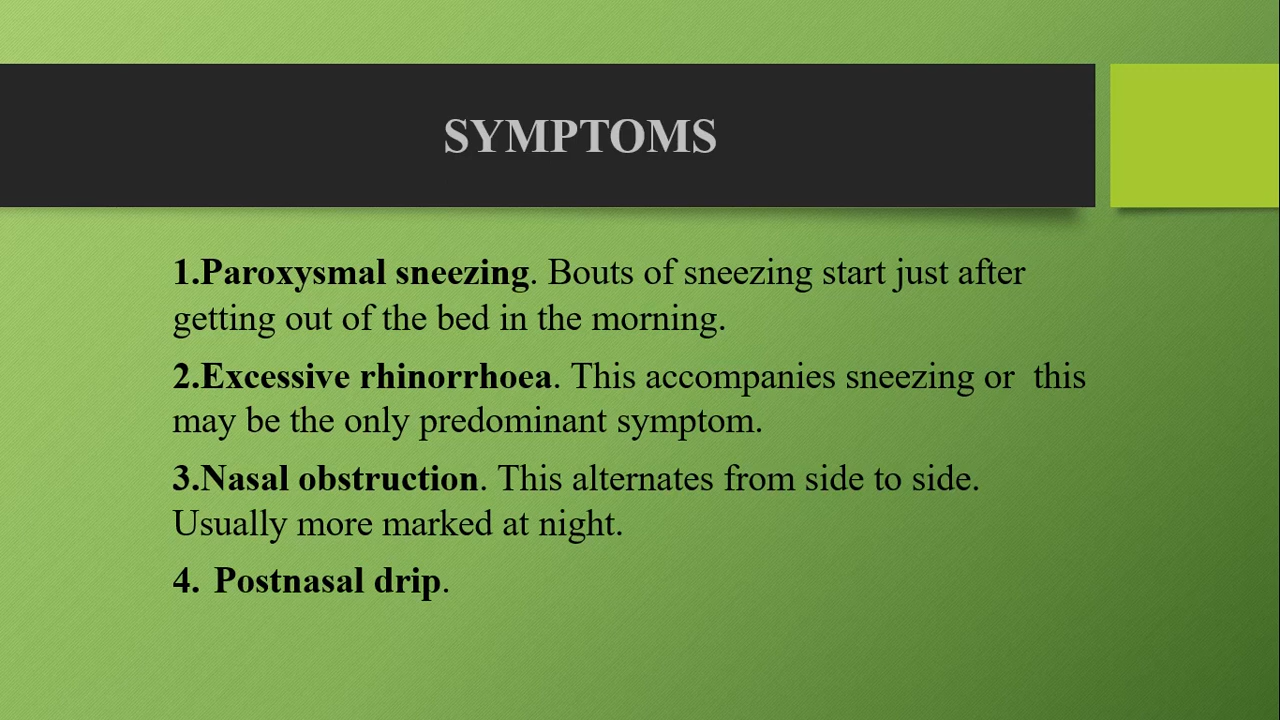 SYMPTOMS
1.Paroxysmal sneezing. Bouts of sneezing start just after
getting out of the bed in the morning.
2.Excessive rhinorrhoea. This accompanies sneezing or  this
may be the only predominant symptom.
3.Nasal obstruction. This alternates from side to side.
Usually more marked at night.
4. Postnasal drip.